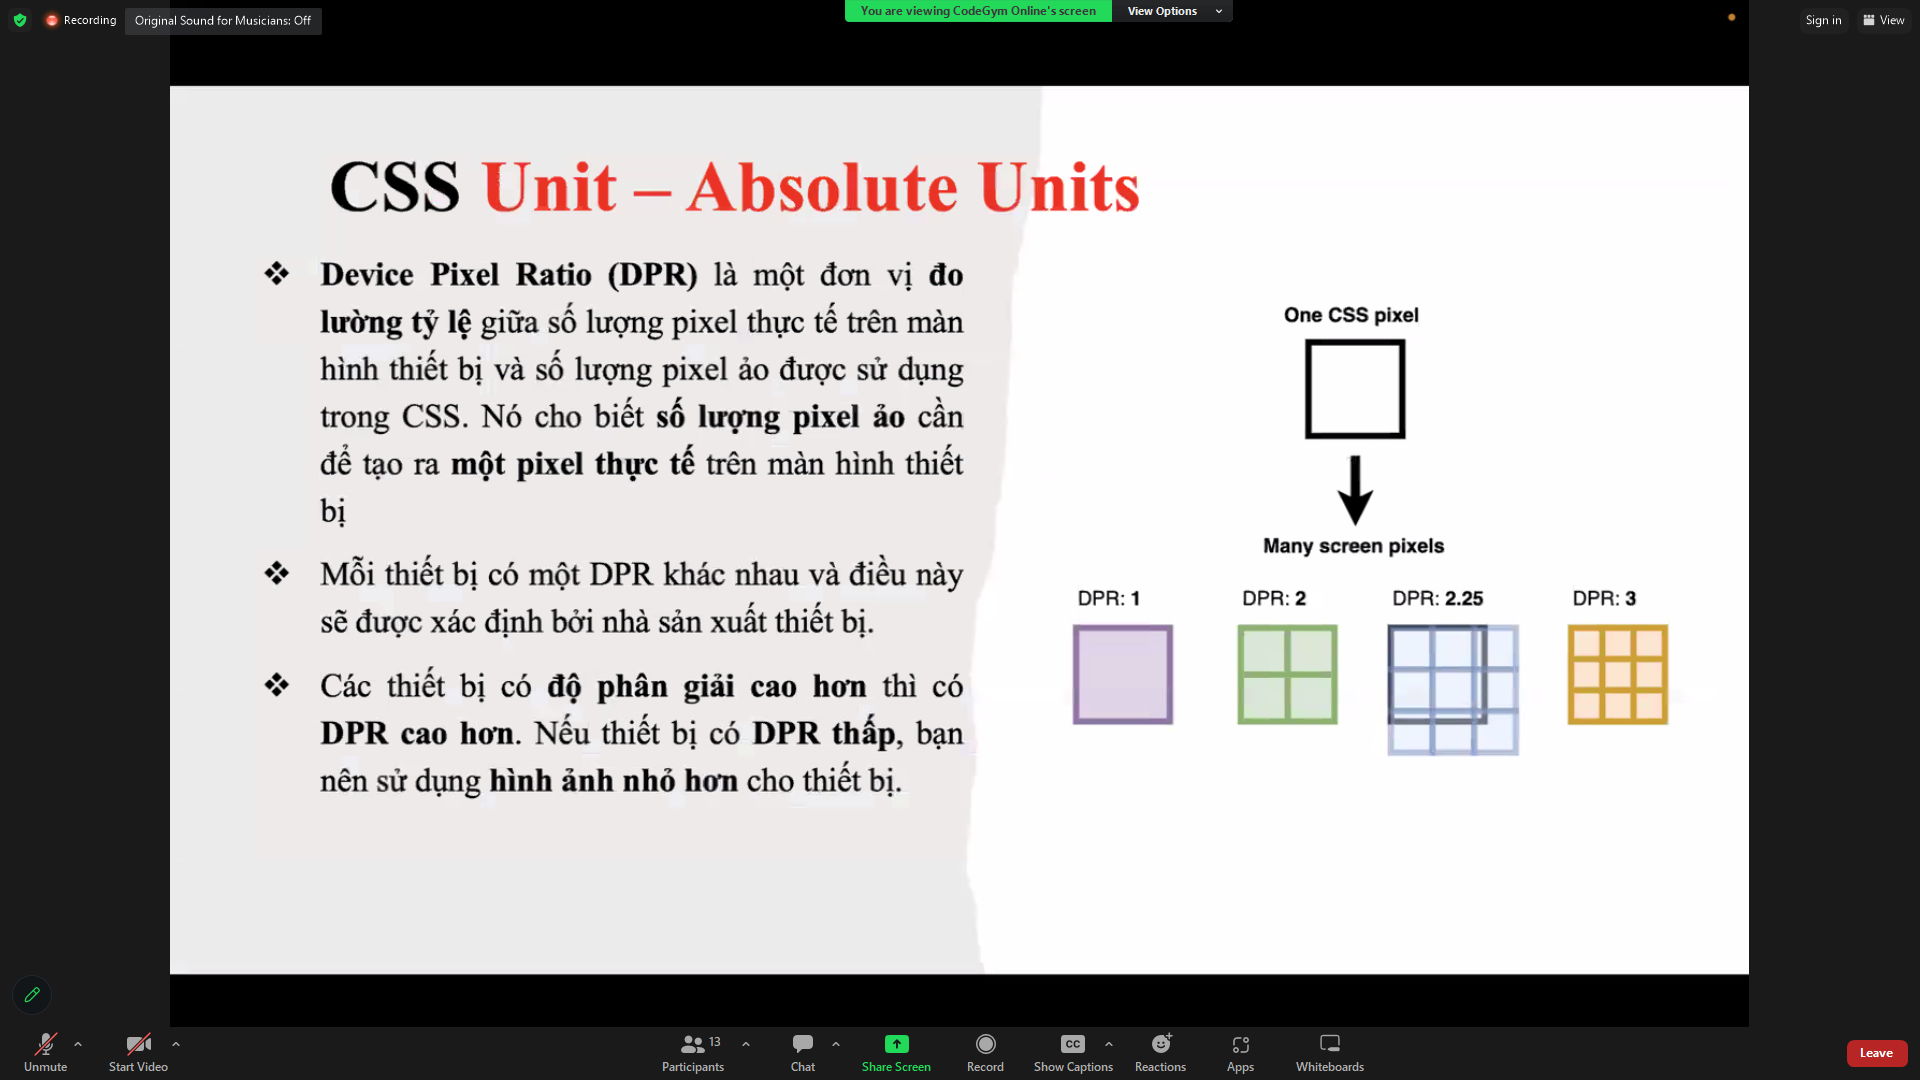 Recording
Original Sound for Musicians: Off
You are viewing CodeGym Online's screen
View Options
Sign in
View
CSS Unit – Absolute Units
❖ Device Pixel Ratio (DPR) là một đơn vị đo
lường tỷ lệ giữa số lượng pixel thực tế trên màn
hình thiết bị và số lượng pixel ảo được sử dụng
trong CSS. Nó cho biết số lượng pixel ảo cần
để tạo ra một pixel thực tế trên màn hình thiết
bị
❖ Mỗi thiết bị có một DPR khác nhau và điều này
sẽ được xác định bởi nhà sản xuất thiết bị.
❖ Các thiết bị có độ phân giải cao hơn thì có
DPR cao hơn. Nếu thiết bị có DPR thấp, bạn
nên sử dụng hình ảnh nhỏ hơn cho thiết bị.
One CSS pixel
Many screen pixels
DPR: 1
DPR: 2
DPR: 2.25
DPR: 3
Unmute
Start Video
13
Participants
Chat
Share Screen
Record
CC
Show Captions
Reactions
Apps
Whiteboards
Leave